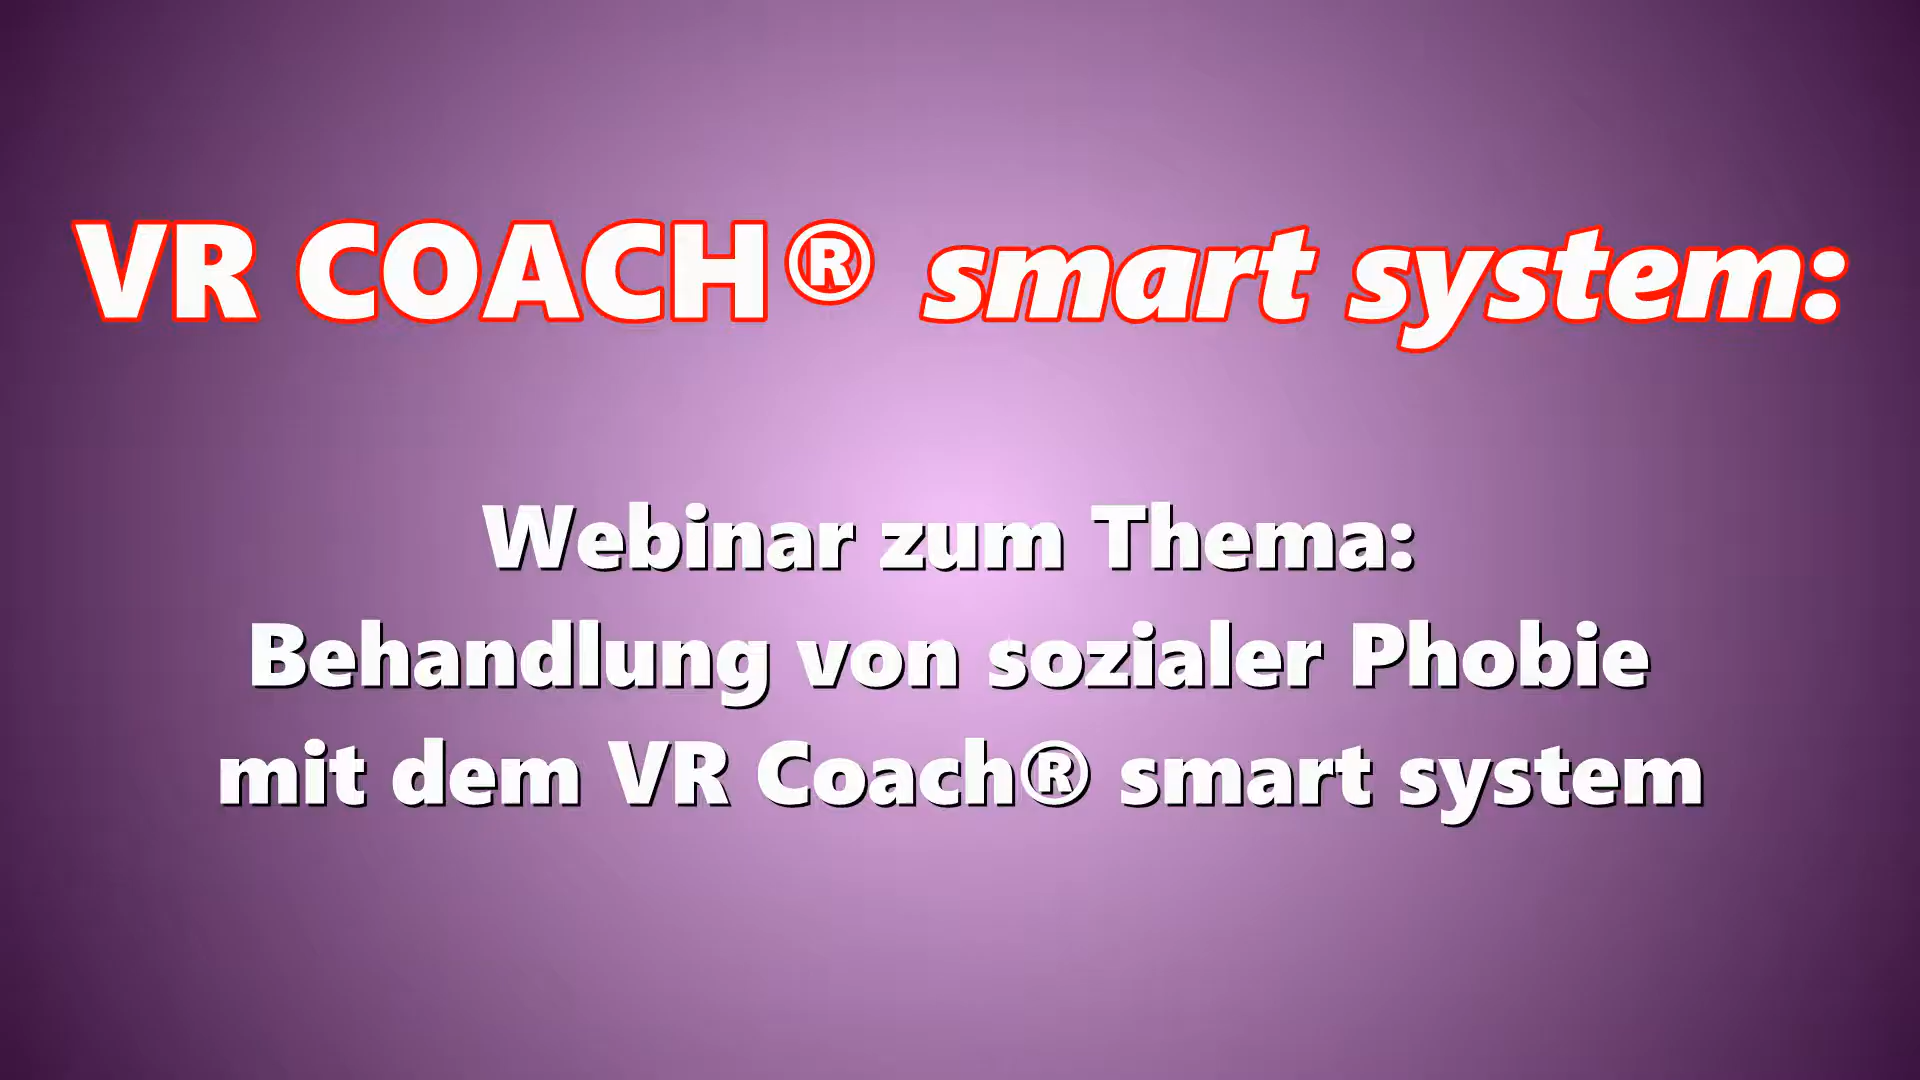 VR COACH® smart system:
Webinar zum Thema:
Behandlung von sozialer Phobie
mit dem VR Coach® smart system